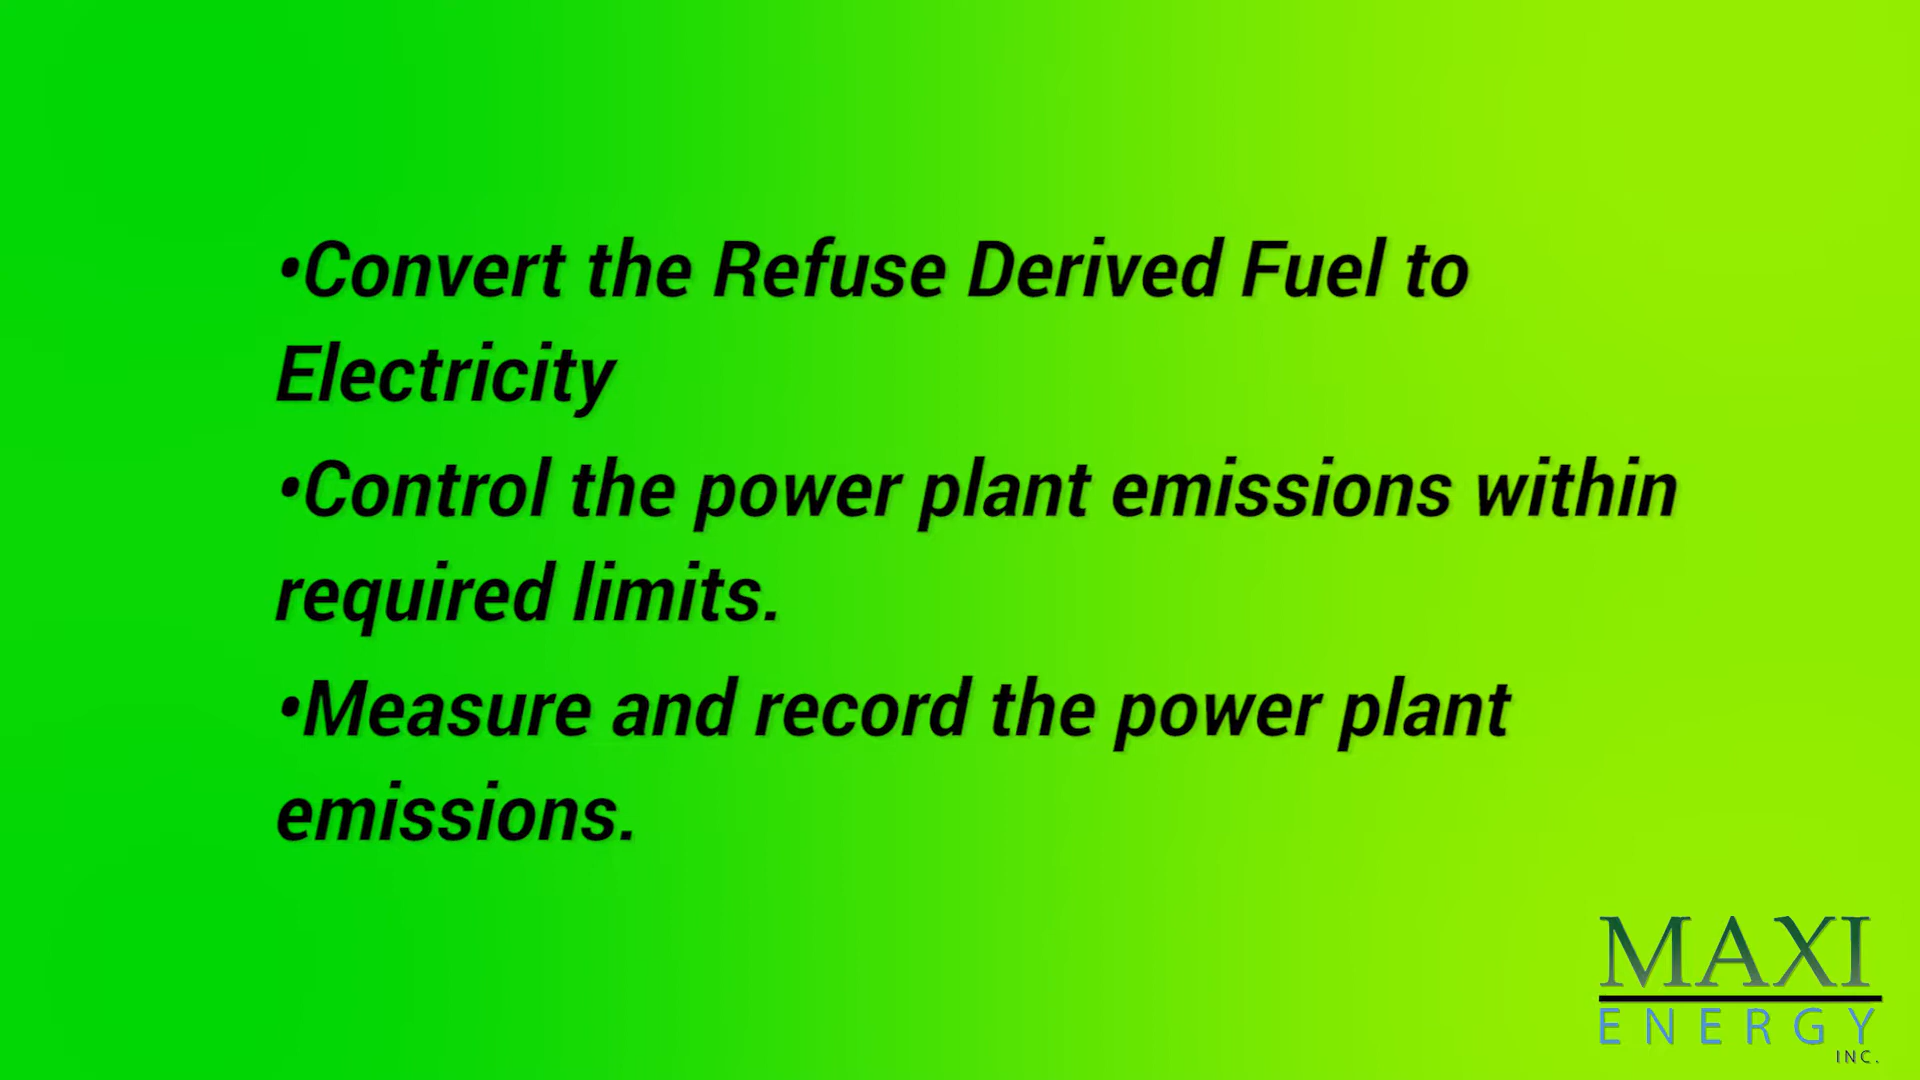 •Convert the Refuse Derived Fuel to
Electricity
•Control the power plant emissions within
required limits.
•Measure and record the power plant
emissions.
MAXI
ENERGY
INC.